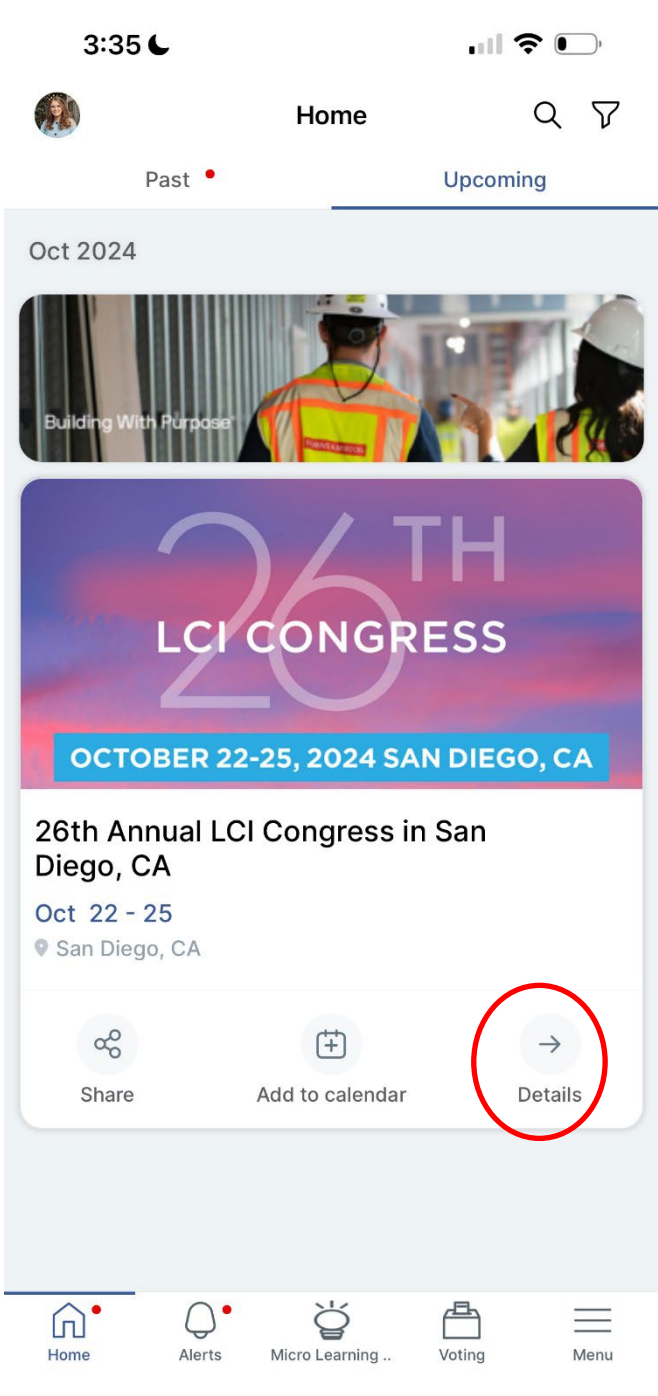 3:35
Home
Past
Upcoming
Oct 2024
Building With Purpose
26TH
LCI CONGRESS
OCTOBER 22-25, 2024 SAN DIEGO, CA
26th Annual LCI Congress in San
Diego, CA
Oct 22 - 25
San Diego, CA
Share
Add to calendar
Details
Home
Alerts
Micro Learning ..
Voting
Menu